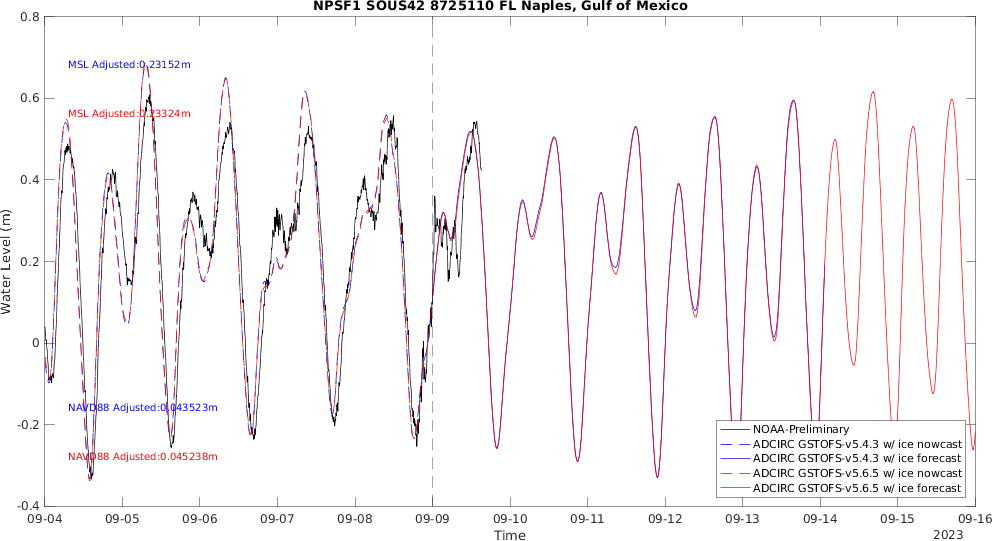 NPSF1 SOUS42 8725110 FL Naples, Gulf of Mexico
Water Level (m)
0.8
0.6
0.4
0.2
0
-0.2
-0.4
MSL Adjusted:0.23152m
MSL Adjusted:0.23324m
NAVD88 Adjusted:0.043523m
NAVD88 Adjusted:0.045238m
NOAA-Preliminary
ADCIRC GSTOFS-v5.4.3 w/ ice nowcast
ADCIRC GSTOFS-v5.4.3 w/ ice forecast
ADCIRC GSTOFS-v5.6.5 w/ ice nowcast
ADCIRC GSTOFS-v5.6.5 w/ ice forecast
09-04 09-05 09-06 09-07 09-08 09-09 09-10 09-11 09-12 09-13 09-14 09-15 09-16
Time
2023